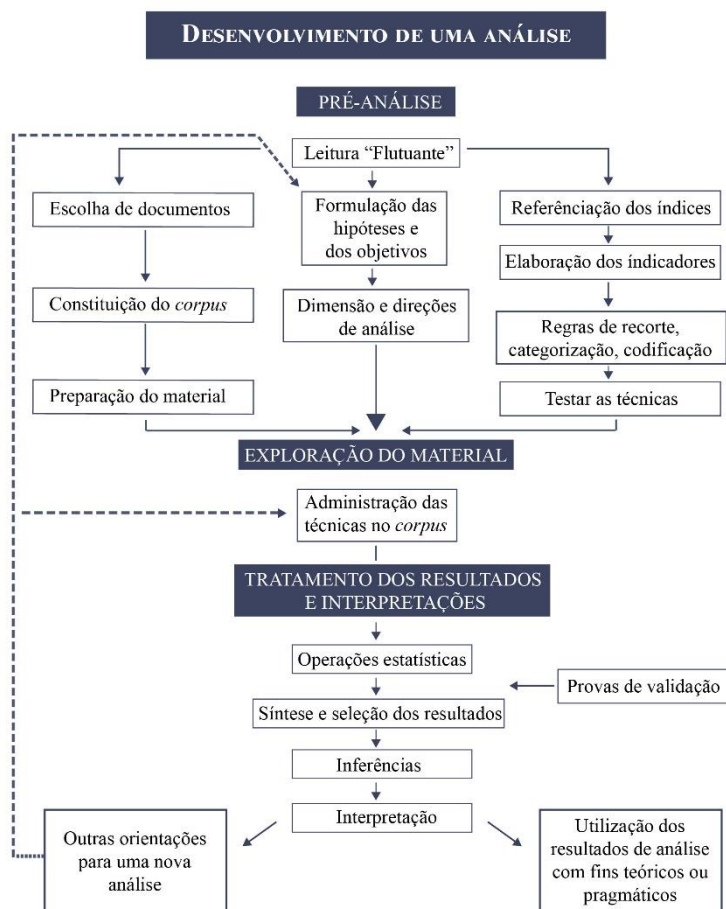 DESENVOLVIMENTO DE UMA ANÁLISE
PRÉ-ANÁLISE
Leitura “Flutuante”
Escolha de documentos
Formulação das
hipóteses e
dos objetivos
Referênciação dos índices
Elaboração dos índicadores
Constituição do corpus
Dimensão e direções
de análise
Regras de recorte,
categorização, codificação
Preparação do material
Testar as técnicas
EXPLORAÇÃO DO MATERIAL
Administração das
técnicas no corpus
TRATAMENTO DOS RESULTADOS
E INTERPRETAÇÕES
Operações estatísticas
Provas de validação
Síntese e seleção dos resultados
Inferências
Interpretação
Outras orientações
para uma nova
análise
Utilização dos
resultados de análise
com fins teóricos ou
pragmáticos